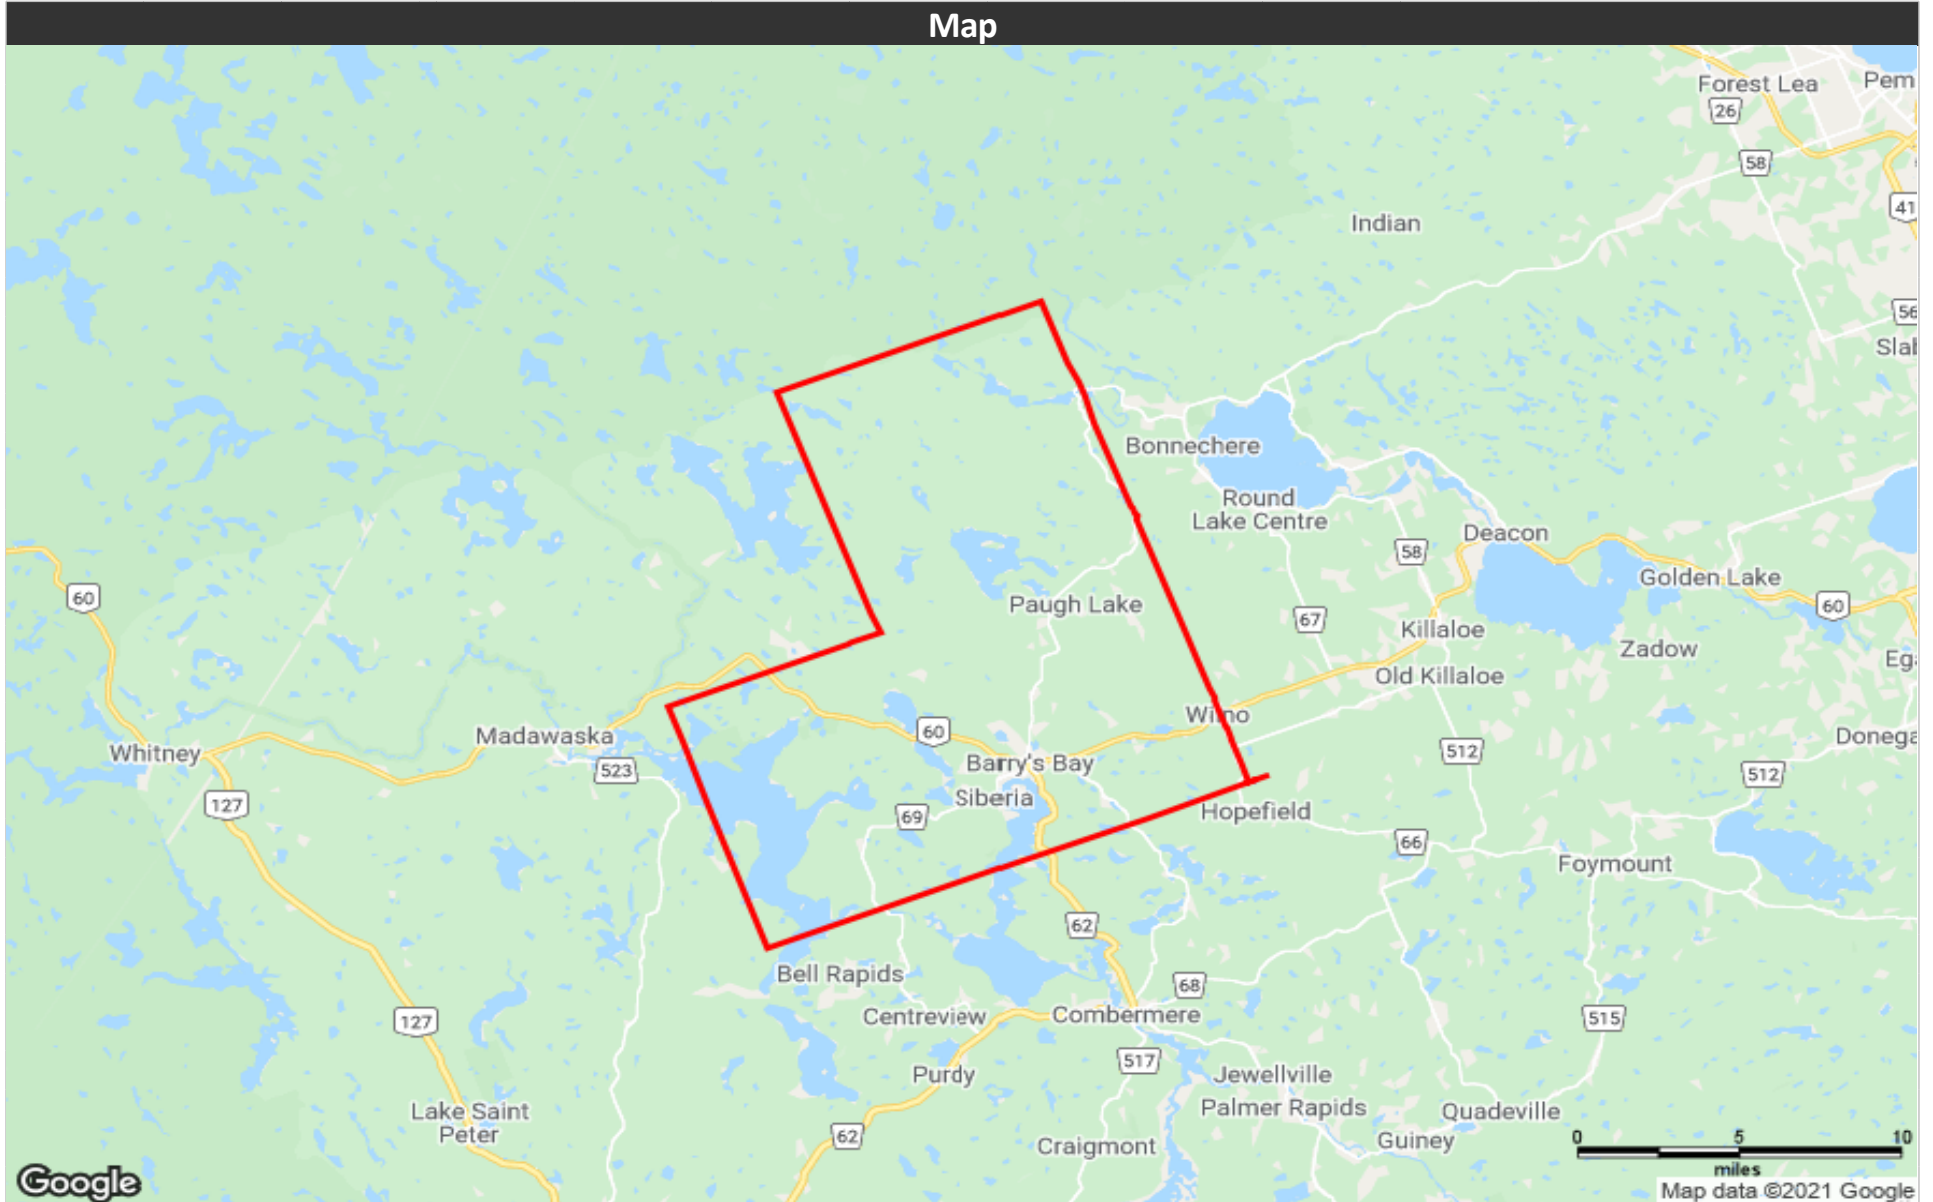 Map
Forest Lea
Pem
26
58
41
Indian
56
Slab
Bonnechere
Round
Lake Centre
Deacon
58
Golden Lake
60
60
Paugh Lake
67
Killaloe
Zadow
Old Killaloe
Ega
Wilno
Madawaska
60
Whitney
Donega
512
Barry's Bay
523
512
Siberia
127
69
Hopefield
66
Foymount
62
Bell Rapids
68
Centreview
Combermere
127
515
517
Purdy
Jewellville
Lake Saint
Peter
Palmer Rapids
Quadeville
62
Craigmont
Guiney
0 5 10
miles
Google
Map data ©2021 Google